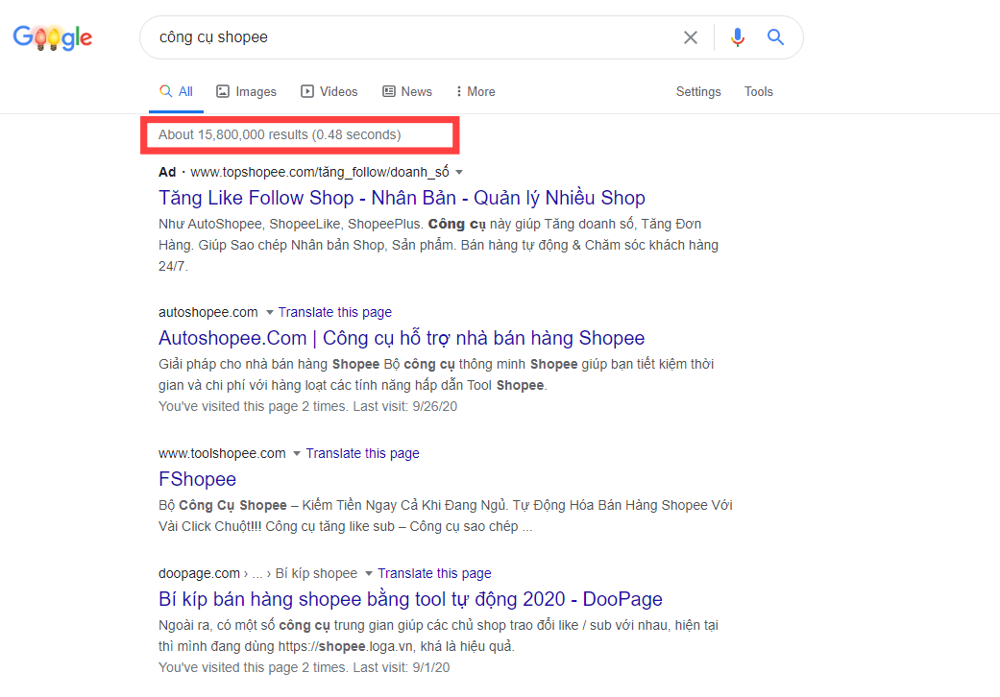 Google
công cụ shopee
All Images Videos News More Settings Tools
About 15,800,000 results (0.48 seconds)
Ad · www.topshopee.com/tăng_follow/doanh_số
Tăng Like Follow Shop - Nhân Bản - Quản lý Nhiều Shop
Như AutoShopee, ShopeeLike, ShopeePlus. Công cụ này giúp Tăng doanh số, Tăng Đơn
Hàng. Giúp Sao chép Nhân bản Shop, Sản phẩm. Bán hàng tự động & Chăm sóc khách hàng
24/7.
autoshopee.com Translate this page
Autoshopee.Com | Công cụ hỗ trợ nhà bán hàng Shopee
Giải pháp cho nhà bán hàng Shopee Bộ công cụ thông minh Shopee giúp bạn tiết kiệm thời
gian và chi phí với hàng loạt các tính năng hấp dẫn Tool Shopee.
You've visited this page 2 times. Last visit: 9/26/20
www.toolshopee.com Translate this page
FShopee
Bộ Công Cụ Shopee – Kiếm Tiền Ngay Cả Khi Đang Ngủ. Tự Động Hóa Bán Hàng Shopee Với
Vài Click Chuột!!! Công cụ tăng like sub – Công cụ sao chép ...
doopage.com › ... › Bí kíp shopee Translate this page
Bí kíp bán hàng shopee bằng tool tự động 2020 - DooPage
Ngoài ra, có một số công cụ trung gian giúp các chủ shop trao đổi like / sub với nhau, hiện tại
thì mình đang dùng https://shopee.loga.vn, khá là hiệu quả.
You've visited this page 2 times. Last visit: 9/1/20